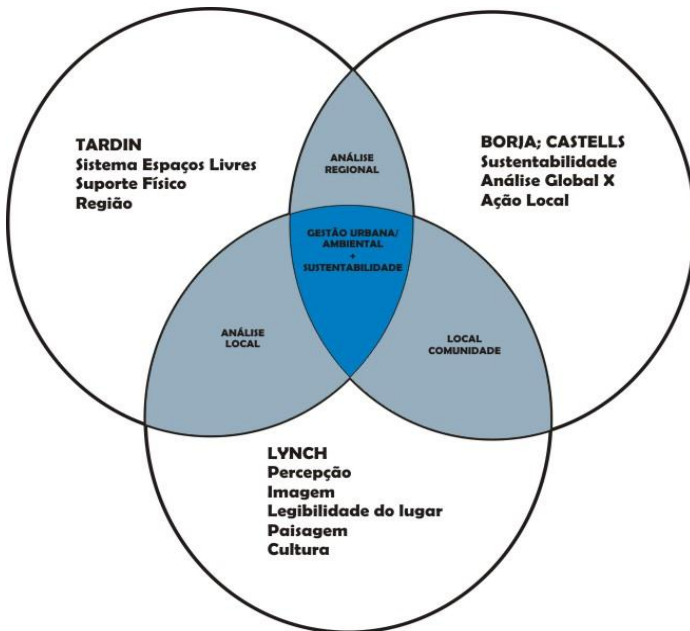 TARDIN
Sistema Espaços Livres
Suporte Físico
Região
BORJA; CASTELLS
Sustentabilidade
Análise Global X
Ação Local
ANÁLISE
REGIONAL
GESTÃO URBANA/
AMBIENTAL
+
SUSTENTABILIDADE
ANÁLISE
LOCAL
LOCAL
COMUNIDADE
LYNCH
Percepção
Imagem
Legibilidade do lugar
Paisagem
Cultura